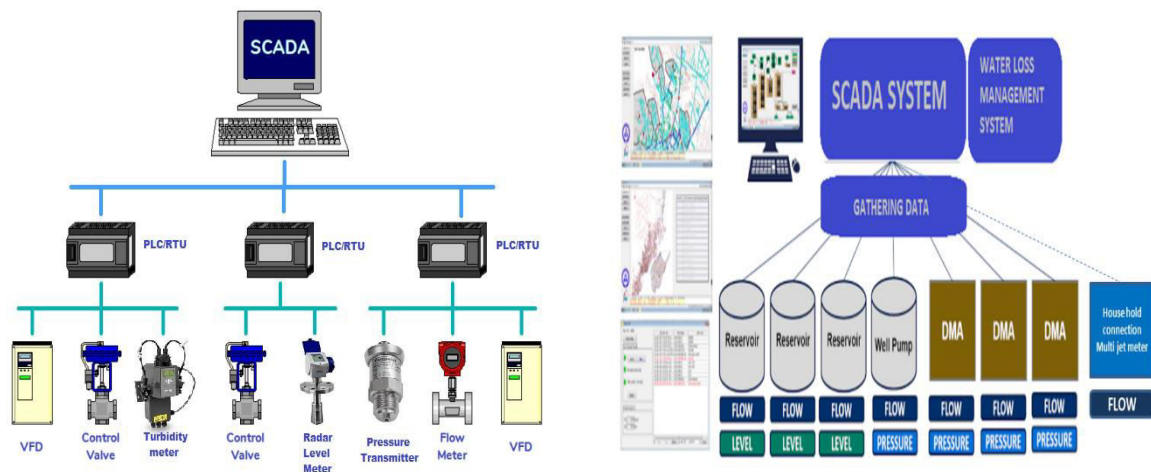 SCADA
PLC/RTU
PLC/RTU
PLC/RTU
VFD
Control
Valve
Turbidity
meter
Control
Valve
Radar
Level
Meter
Pressure
Transmitter
Flow
Meter
VFD
SCADA SYSTEM
WATER LOSS
MANAGEMENT
SYSTEM
GATHERING DATA
Reservoir
Reservoir
Reservoir
Well Pump
DMA
DMA
DMA
House hold
connection
Multi jet meter
FLOW
FLOW
FLOW
FLOW
FLOW
FLOW
FLOW
FLOW
LEVEL
LEVEL
LEVEL
PRESSURE
PRESSURE
PRESSURE
PRESSURE